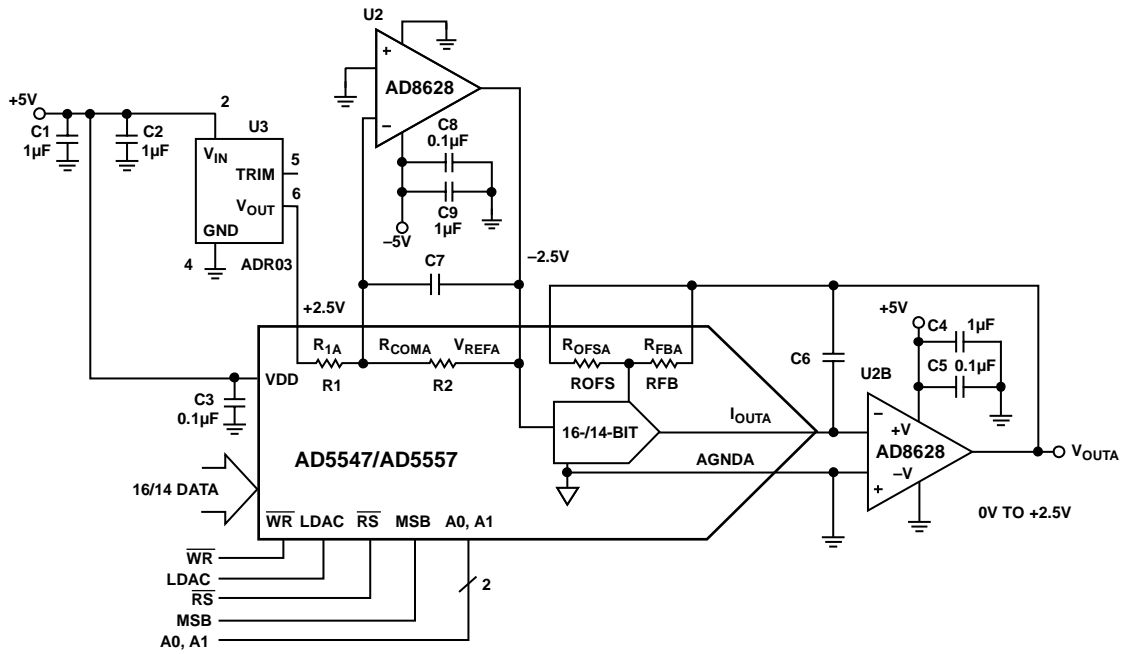 U2
+
AD8628
−
+5V
2
C1
1µF
C2
1µF
U3
VIN
TRIM
5
VOUT
6
GND
4
ADR03
C8
0.1µF
C9
1µF
–5V
C7
–2.5V
+2.5V
R1A
RCOMA
VREFA
ROFSA
RFBA
R1
R2
ROFS
RFB
VDD
C3
0.1µF
C6
+5V
C4
1µF
C5
0.1µF
U2B
−
+V
AD8628
−V
+
VOUTA
0V TO +2.5V
16-/14-BIT
IOUTA
AGNDA
AD5547/AD5557
16/14 DATA
WR LDAC RS MSB A0, A1
WR
LDAC
RS
MSB
A0, A1
2